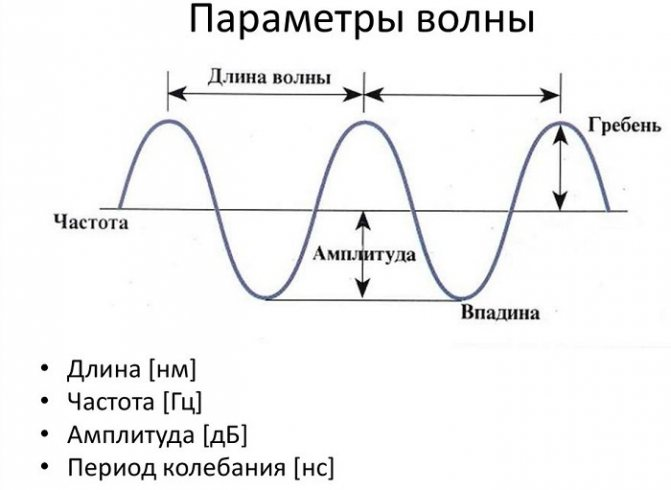 Параметры волны
Длина волны
Гребень
Частота
Амплитуда
Впадина
• Длина [нм]
• Частота [Гц]
• Амплитуда [дБ]
• Период колебания [нс]